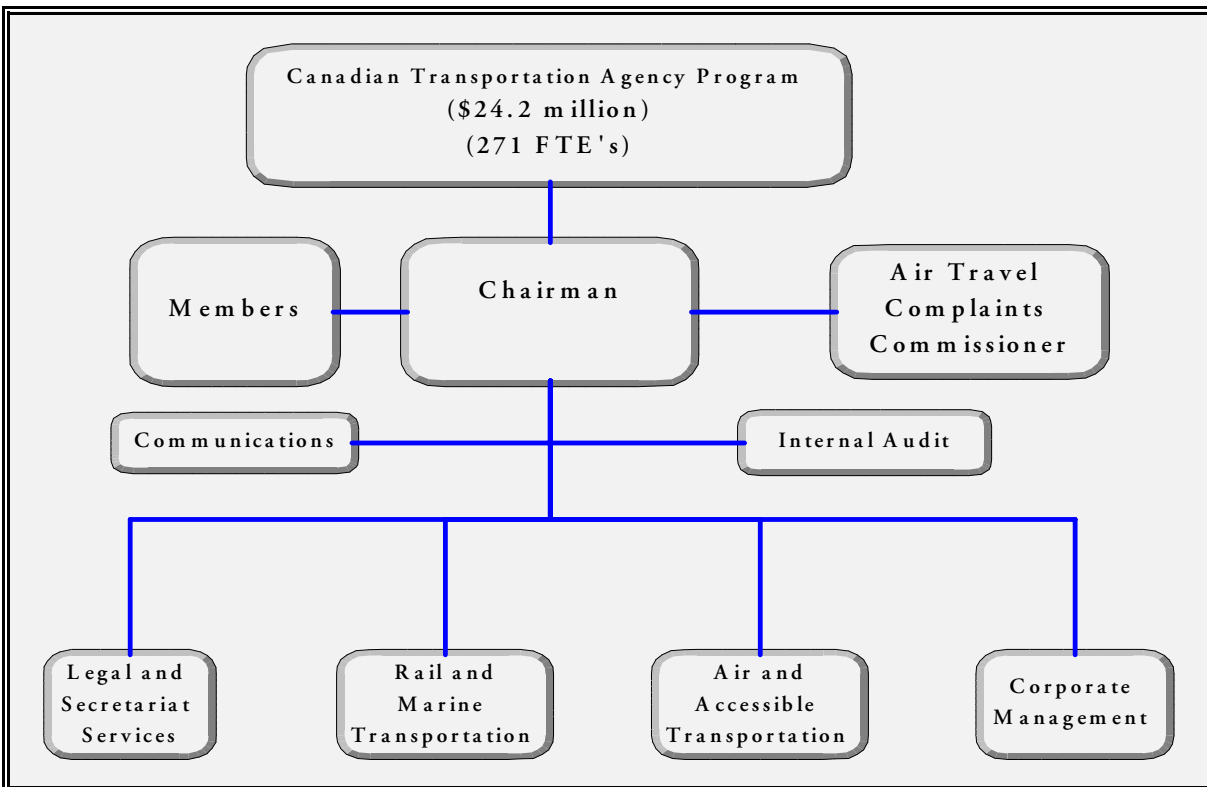 Canadian Transportation Agency Program
($24.2 million)
(271 FTE's)
Members
Chairman
Air Travel
Complaints
Commissioner
Communications
Internal Audit
Legal and
Secretariat
Services
Rail and
Marine
Transportation
Air and
Accessible
Transportation
Corporate
Management